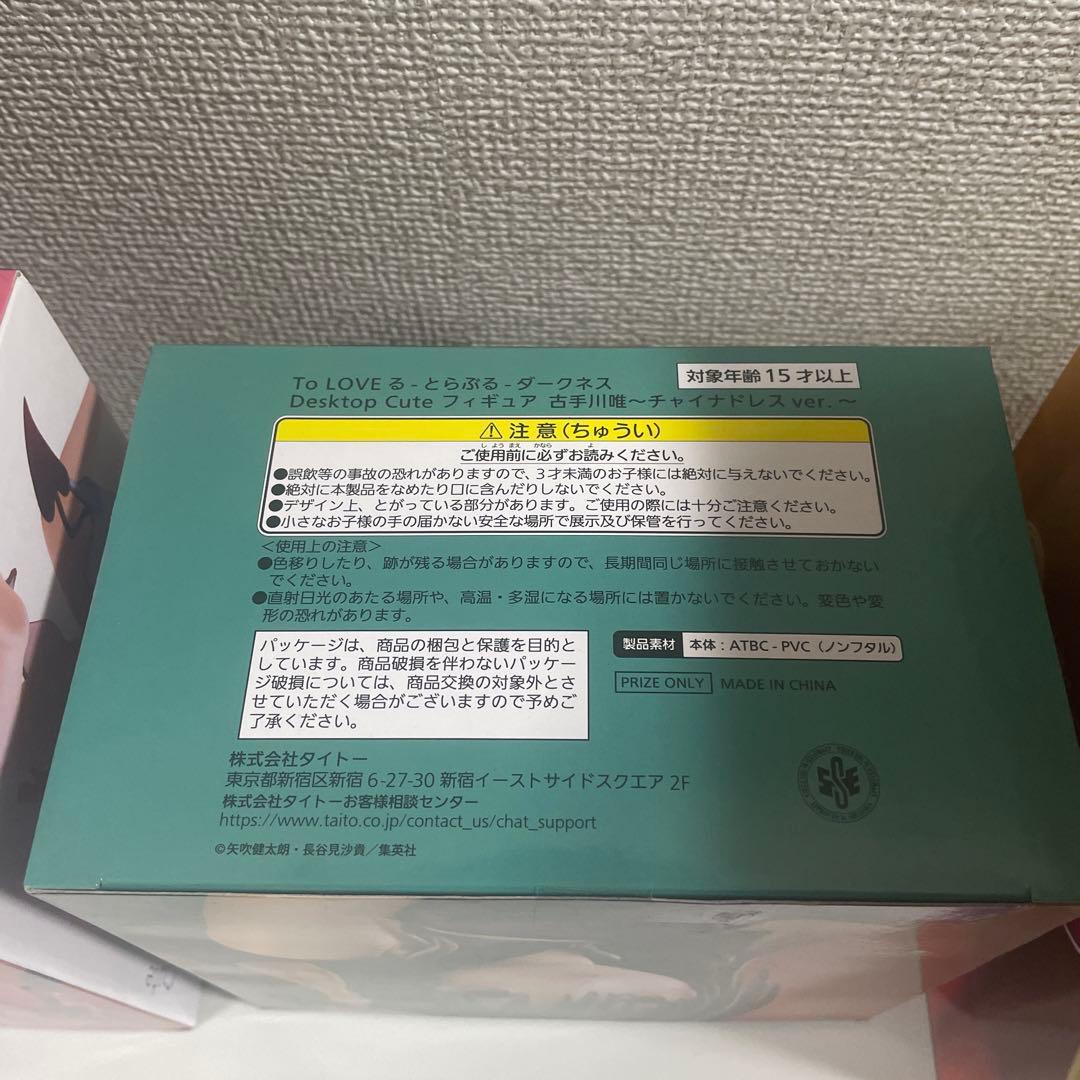 To LOVE る - とらぶる - ダークネス
対象年齢 15 才以上
Desktop Cute フィギュア 古手川唯～チャイナドレス ver. ～
⚠ 注意(ちゅうい)
ご使用前に必ずお読みください。
●誤飲等の事故の恐れがありますので、3才未満のお子様には絶対に与えないでください。
●絶対に本製品をなめたり口に含んだりしないでください。
●デザイン上、とがっている部分があります。ご使用の際には十分ご注意ください。
●小さなお子様の手の届かない安全な場所で展示及び保管を行ってください。
＜使用上の注意＞
●色移りしたり、跡が残る場合がありますので、長期間同じ場所に接触させておかない
でください。
●直射日光のあたる場所や、高温・多湿になる場所には置かないでください。変色や変
形の恐れがあります。
パッケージは、商品の梱包と保護を目的と
しています。商品破損を伴わないパッケー
ジ破損については、商品交換の対象外とさ
せていただく場合がございますので予めご
了承ください。
製品素材 本体：ATBC - PVC（ノンフタル）
PRIZE ONLY MADE IN CHINA
株式会社タイトー
東京都新宿区新宿 6-27-30 新宿イーストサイドスクエア 2F
株式会社タイトーお客様相談センター
https://www.taito.co.jp/contact_us/chat_support
©矢吹健太朗・長谷見沙貴／集英社